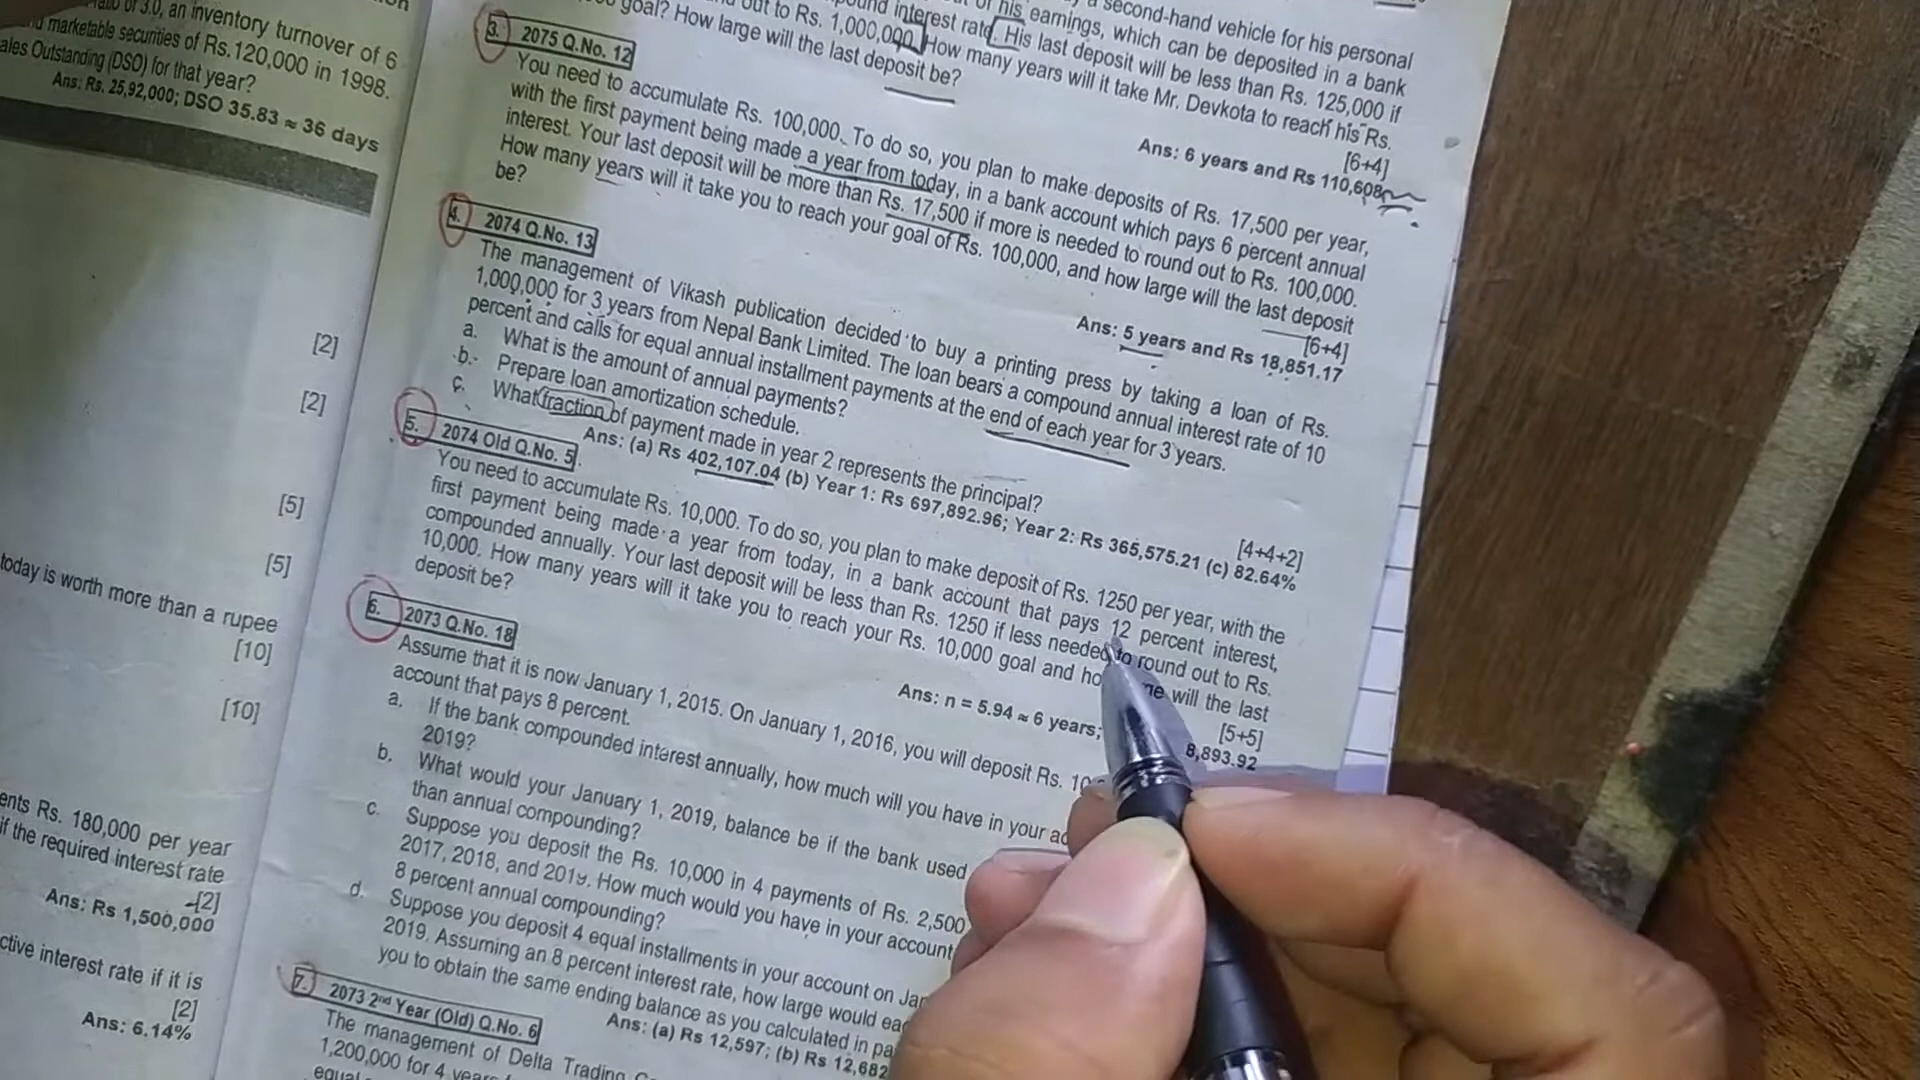 of 3.0, an inventory turnover of 6
marketable securities of Rs.120,000 in 1998.
ales Outstanding (DSO) for that year?
Ans: Rs. 25,92,000; DSO 35.83 ≈ 36 days
[2]
[2]
[5]
[5]
today is worth more than a rupee
[10]
[10]
ents Rs. 180,000 per year
if the required interest rate
[2]
Ans: Rs 1,500,000
ctive interest rate if it is
[2]
Ans: 6.14%
second-hand vehicle for his personal
of his earnings, which can be deposited in a bank
ound interest rate. His last deposit will be less than Rs. 125,000 if
out to Rs. 1,000,000. How many years will it take Mr. Devkota to reach his Rs.
goal? How large will the last deposit be?
[6+4]
Ans: 6 years and Rs 110,608
3. 2075 Q.No. 12
You need to accumulate Rs. 100,000. To do so, you plan to make deposits of Rs. 17,500 per year,
with the first payment being made a year from today, in a bank account which pays 6 percent annual
interest. Your last deposit will be more than Rs. 17,500 if more is needed to round out to Rs. 100,000.
How many years will it take you to reach your goal of Rs. 100,000, and how large will the last deposit
be?
[6+4]
Ans: 5 years and Rs 18,851.17
4. 2074 Q.No. 13
The management of Vikash publication decided to buy a printing press by taking a loan of Rs.
1,000,000 for 3 years from Nepal Bank Limited. The loan bears a compound annual interest rate of 10
percent and calls for equal annual installment payments at the end of each year for 3 years.
a. What is the amount of annual payments?
b. Prepare loan amortization schedule.
c. What fraction of payment made in year 2 represents the principal?
[4+4+2]
Ans: (a) Rs 402,107.04 (b) Year 1: Rs 697,892.96; Year 2: Rs 365,575.21 (c) 82.64%
5. 2074 Old Q.No. 5
You need to accumulate Rs. 10,000. To do so, you plan to make deposit of Rs. 1250 per year, with the
first payment being made a year from today, in a bank account that pays 12 percent interest,
compounded annually. Your last deposit will be less than Rs. 1250 if less needed to round out to Rs.
10,000. How many years will it take you to reach your Rs. 10,000 goal and ho will the last
deposit be?
[5+5]
Ans: n = 5.94 ≈ 6 years; 8,893.92
6. 2073 Q.No. 18
Assume that it is now January 1, 2015. On January 1, 2016, you will deposit Rs. 10
account that pays 8 percent.
a. If the bank compounded interest annually, how much will you have in your ac
2019?
b. What would your January 1, 2019, balance be if the bank used
than annual compounding?
c. Suppose you deposit the Rs. 10,000 in 4 payments of Rs. 2,500
2017, 2018, and 2019. How much would you have in your account
8 percent annual compounding?
d. Suppose you deposit 4 equal installments in your account on Jan
2019. Assuming an 8 percent interest rate, how large would eac
you to obtain the same ending balance as you calculated in pa
Ans: (a) Rs 12,597; (b) Rs 12,682
7. 2073 2nd Year (Old) Q.No. 6
The management of Delta Trading
1,200,000 for 4 years
equal